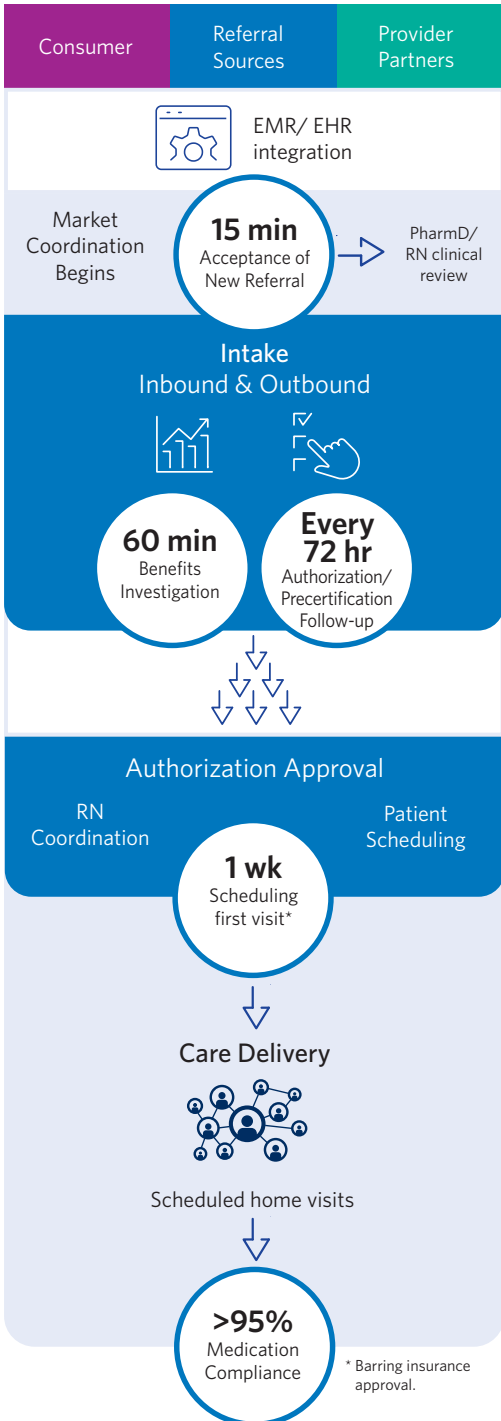 Consumer
Referral
Sources
Provider
Partners
EMR/ EHR
integration
Market
Coordination
Begins
15 min
Acceptance of
New Referral
PharmD/
RN clinical
review
Intake
Inbound & Outbound
60 min
Benefits
Investigation
Every
72 hr
Authorization/
Precertification
Follow-up
Authorization Approval
RN
Coordination
Patient
Scheduling
1 wk
Scheduling
first visit*
Care Delivery
Scheduled home visits
>95%
Medication
Compliance
* Barring insurance
approval.